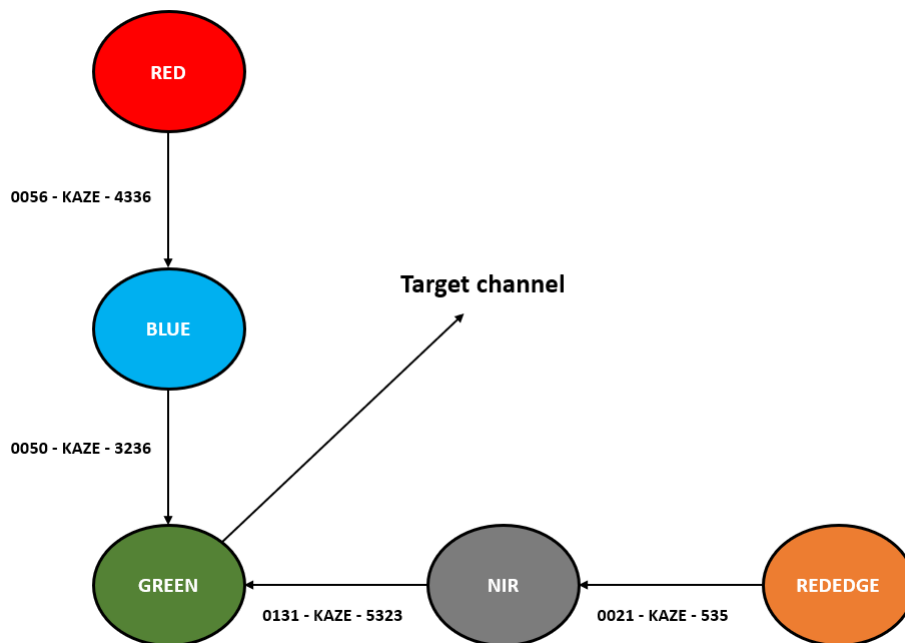 RED
0056 - KAZE - 4336
Target channel
BLUE
0050 - KAZE - 3236
GREEN
NIR
REDEDGE
0131 - KAZE - 5323
0021 - KAZE - 535